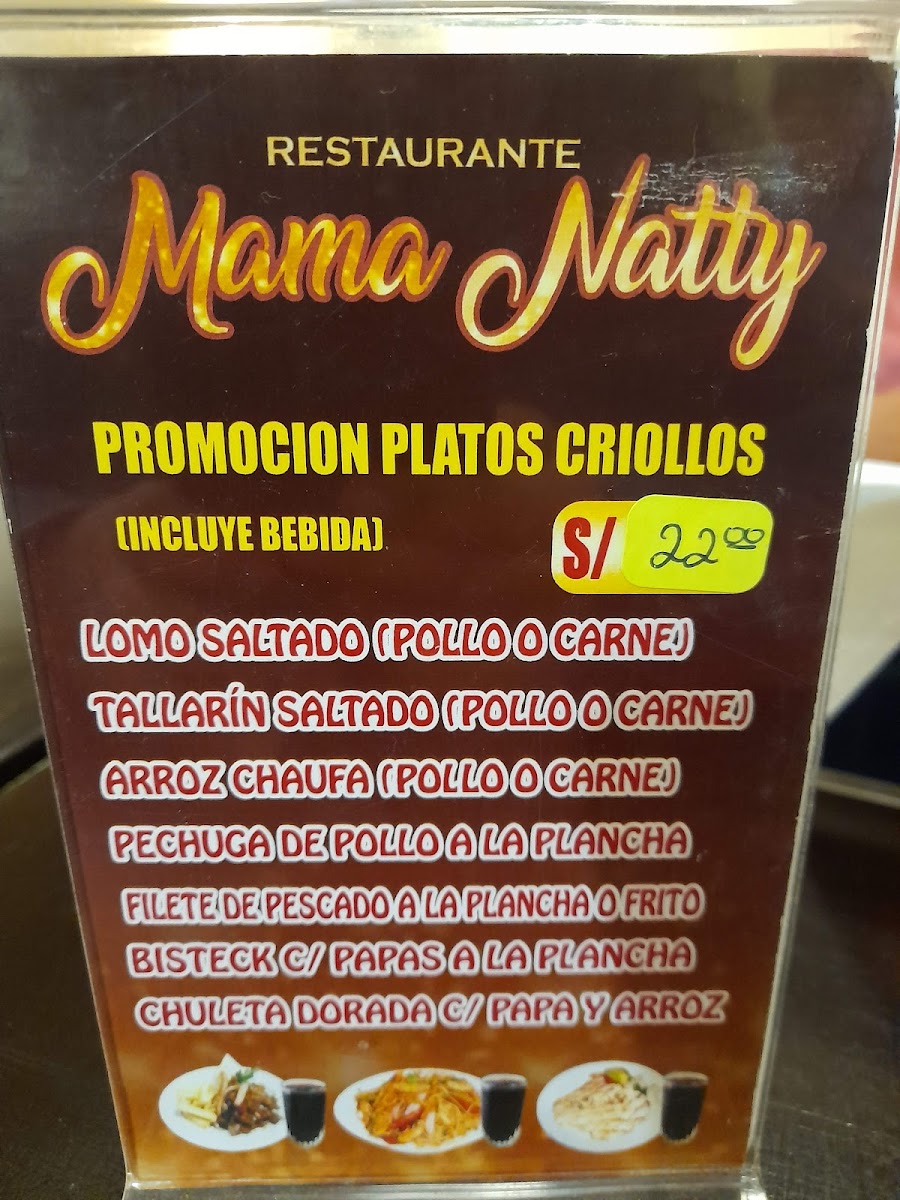 RESTAURANTE
Mama Natty
PROMOCION PLATOS CRIOLLOS
(INCLUYE BEBIDA)
S/ 22.00
LOMO SALTADO (POLLO O CARNE)
TALLARÍN SALTADO (POLLO O CARNE)
ARROZ CHAUFA (POLLO O CARNE)
PECHUGA DE POLLO A LA PLANCHA
FILETE DE PESCADO A LA PLANCHA O FRITO
BISTECK C/ PAPAS A LA PLANCHA
CHULETA DORADA C/ PAPA Y ARROZ